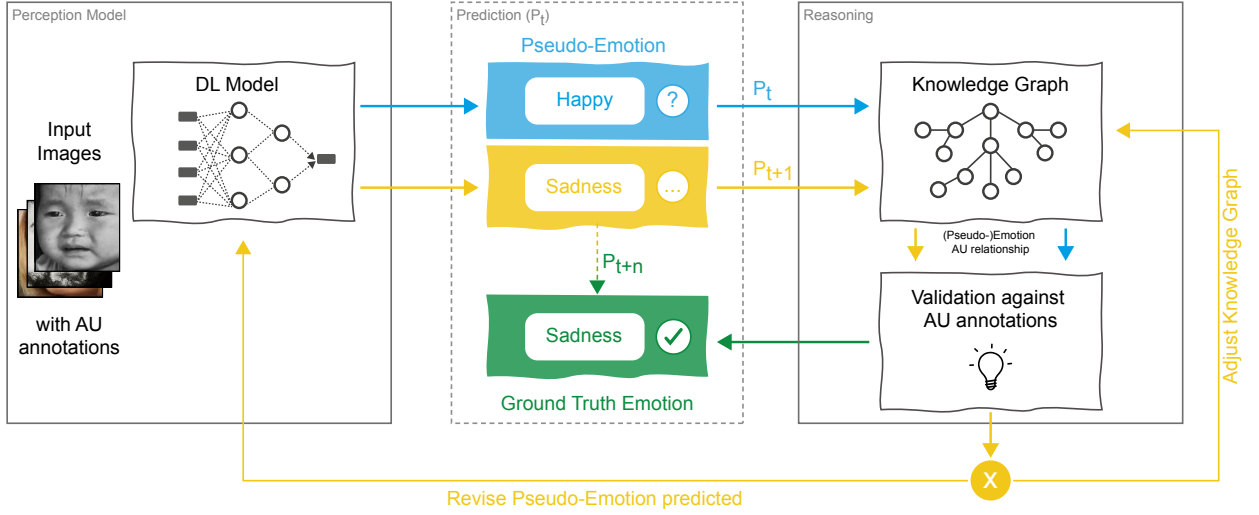 Perception Model
Prediction (Pt)
Reasoning
Pseudo-Emotion
DL Model
Happy
?
Pt
Knowledge Graph
Input
Images
Sadness
...
Pt+1
(Pseudo-)Emotion
AU relationship
Pt+n
with AU
annotations
Sadness
Validation against
AU annotations
Ground Truth Emotion
Adjust Knowledge Graph
X
Revise Pseudo-Emotion predicted